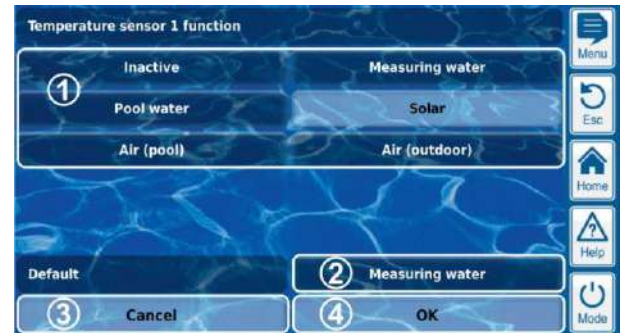 Temperature sensor 1 function
Menu
Inactive
Measuring water
1
Pool water
Solar
Esc
Air (pool)
Air (outdoor)
Home
Help
Default
2 Measuring water
3 Cancel
4 OK
Mode